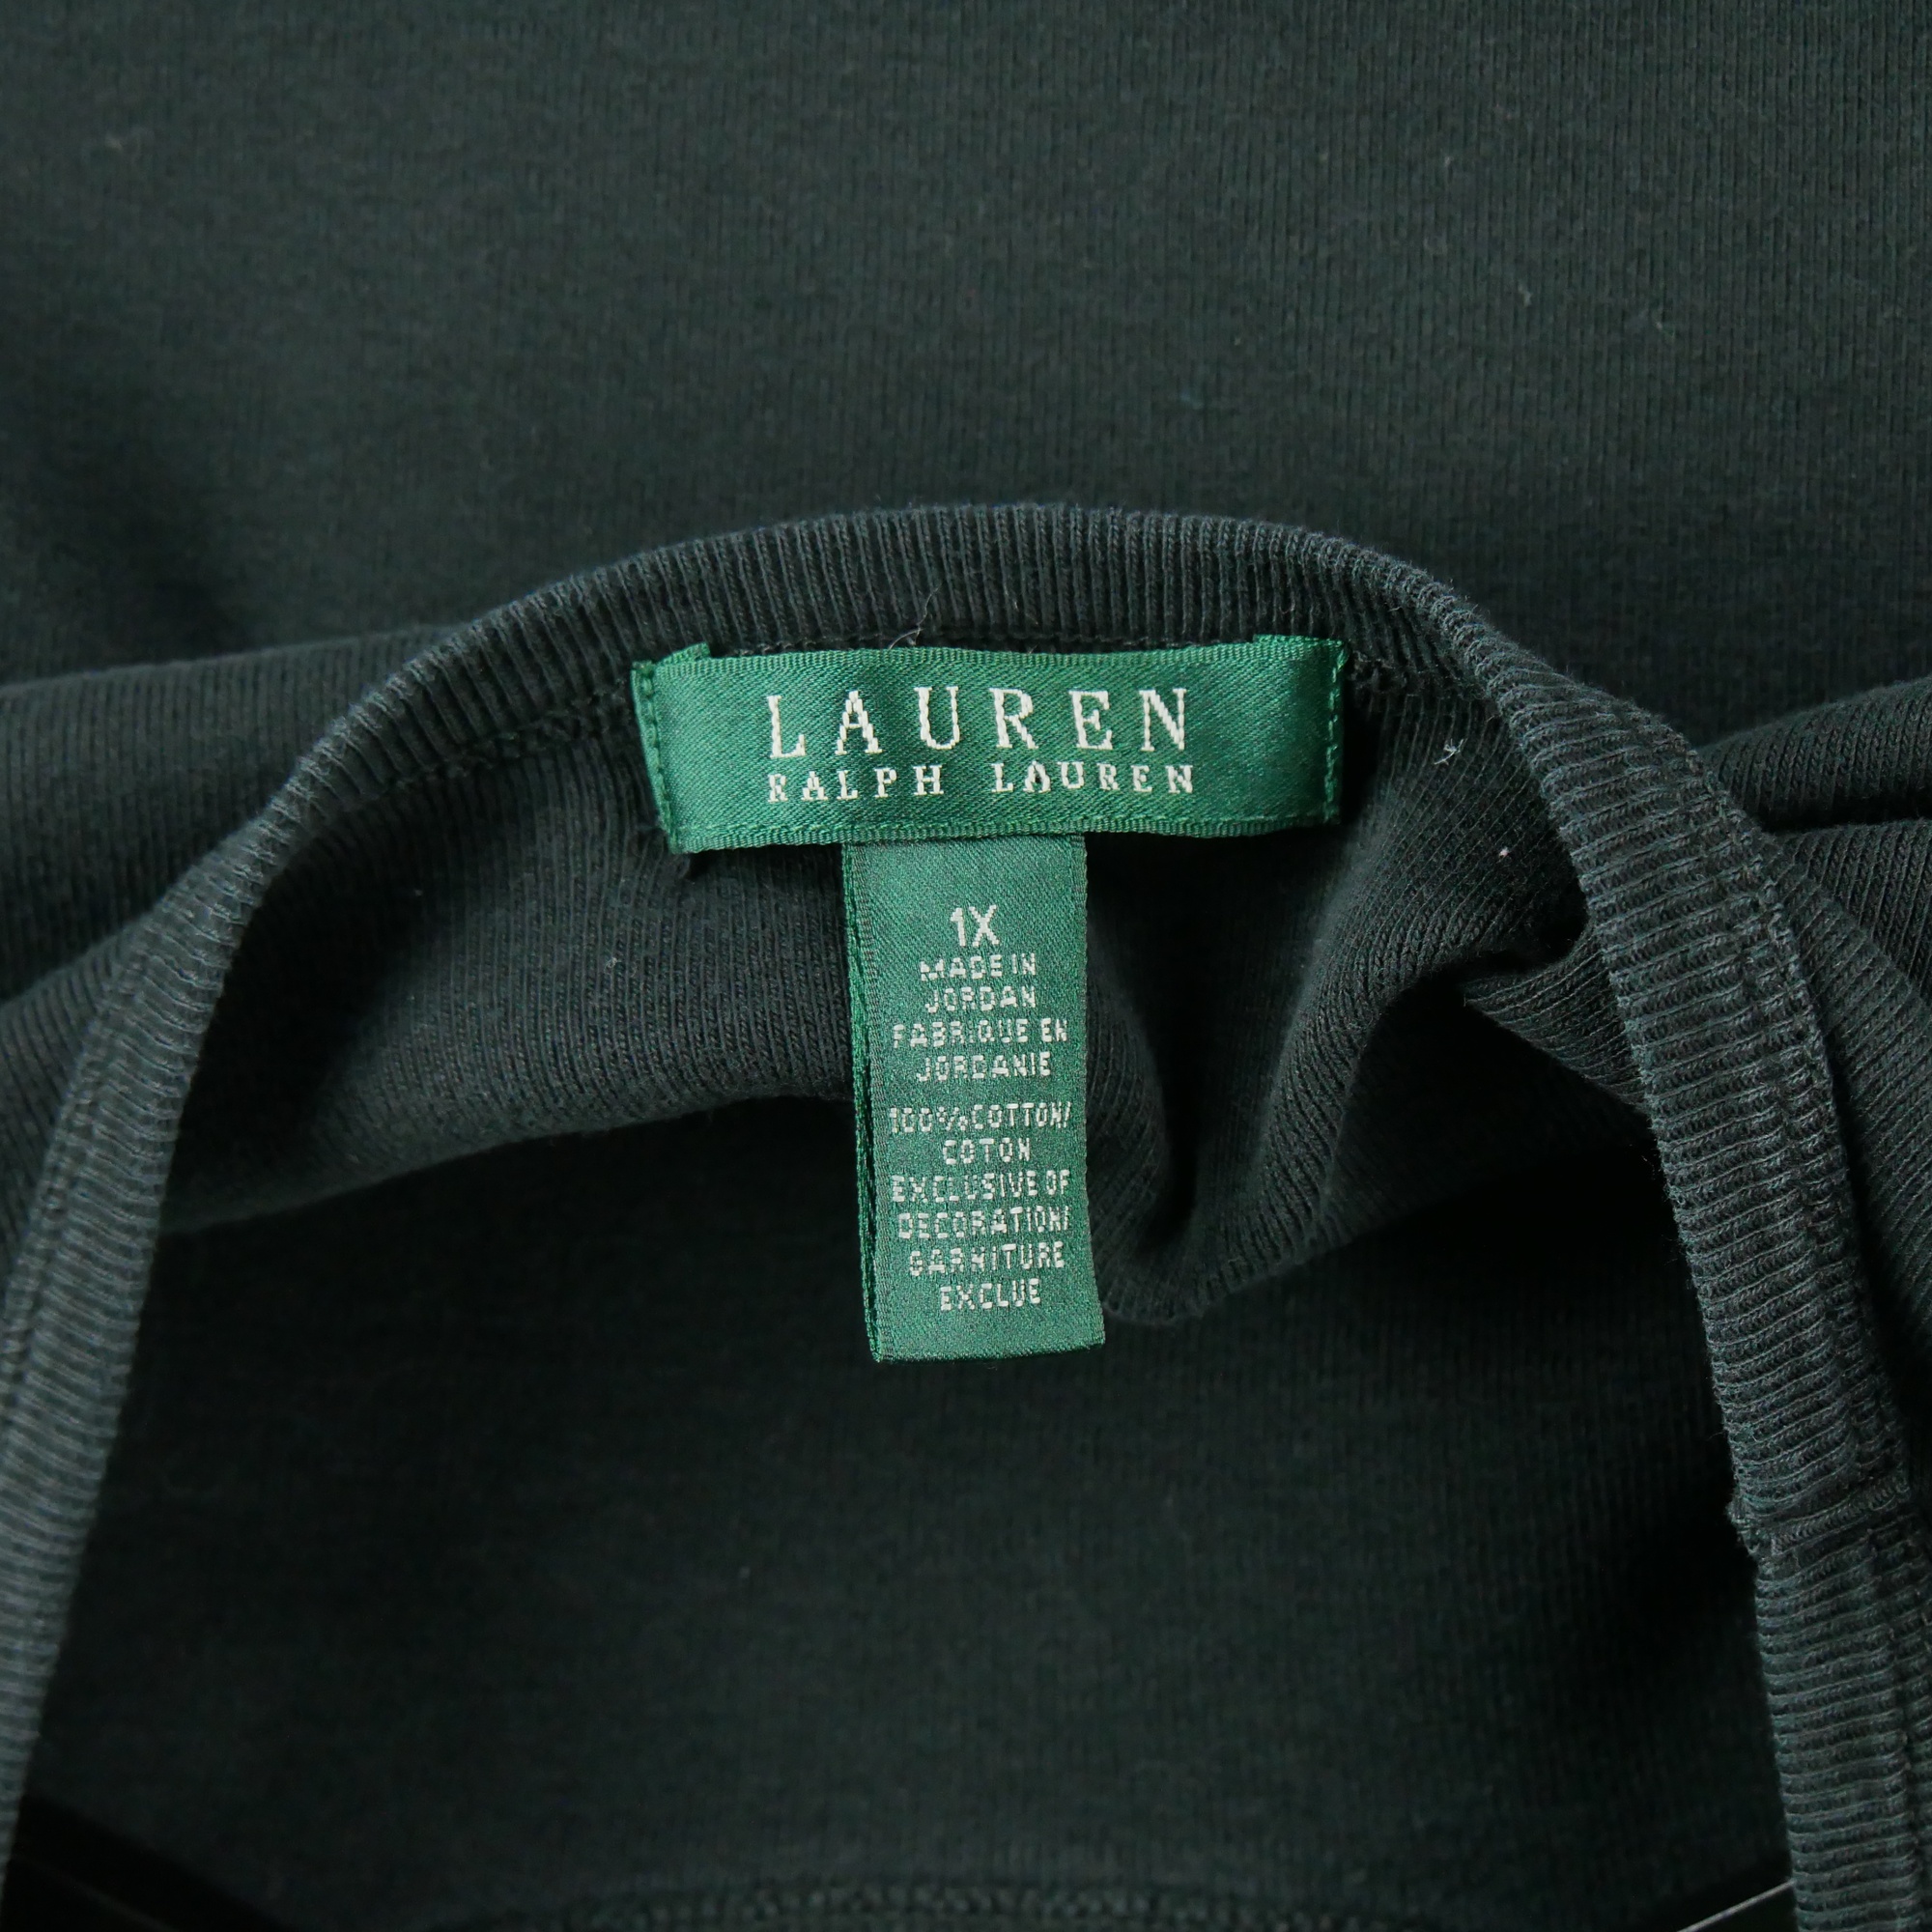 LAUREN
RALPH LAUREN
1X
MADE IN
JORDAN
FABRIQUE EN
JORDANIE
100%COTTON/
COTON
EXCLUSIVE OF
DECORATION/
GARNITURE
EXCLUE